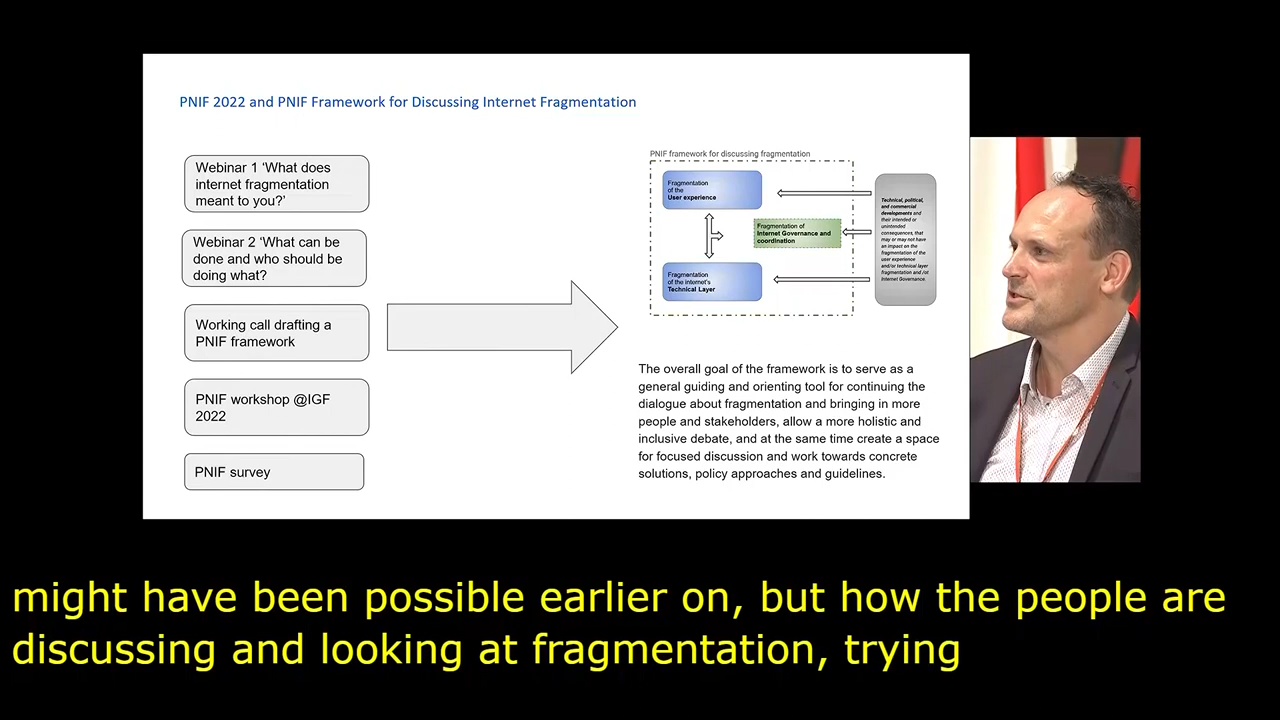 PNIF 2022 and PNIF Framework for Discussing Internet Fragmentation
Webinar 1 ‘What does
internet fragmentation
meant to you?’
Webinar 2 ‘What can be
done and who should be
doing what?
Working call drafting a
PNIF framework
PNIF workshop @IGF
2022
PNIF survey
PNIF framework for discussing fragmentation
Fragmentation
of the
User experience
Fragmentation of
Internet Governance and
coordination
Fragmentation
of the internet's
Technical Layer
Technical, political,
and commercial
developments and
their intended or
unintended
consequences, that
may or may not have
an impact on the
fragmentation of the
user experience
and/or technical layer
fragmentation and /ot
Internet Governance.
The overall goal of the framework is to serve as a
general guiding and orienting tool for continuing the
dialogue about fragmentation and bringing in more
people and stakeholders, allow a more holistic and
inclusive debate, and at the same time create a space
for focused discussion and work towards concrete
solutions, policy approaches and guidelines.
might have been possible earlier on, but how the people are
discussing and looking at fragmentation, trying